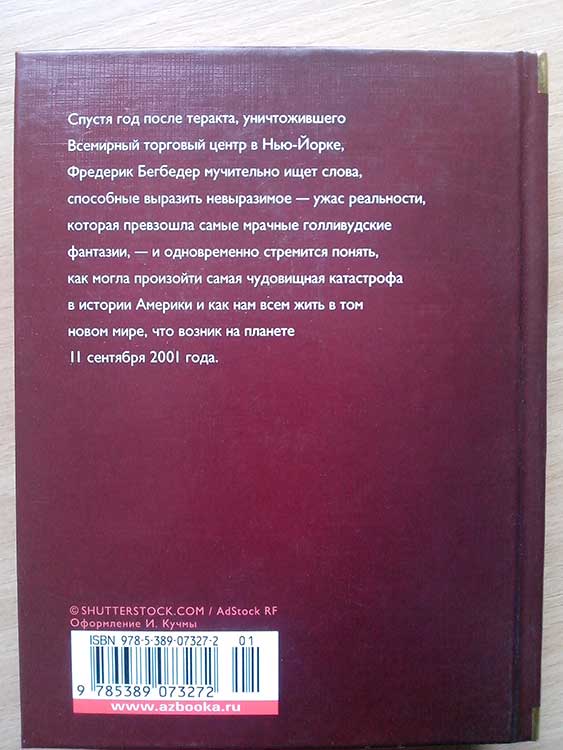 Спустя год после теракта, уничтожившего
Всемирный торговый центр в Нью-Йорке,
Фредерик Бегбедер мучительно ищет слова,
способные выразить невыразимое — ужас реальности,
которая превзошла самые мрачные голливудские
фантазии, — и одновременно стремится понять,
как могла произойти самая чудовищная катастрофа
в истории Америки и как нам всем жить в том
новом мире, что возник на планете
11 сентября 2001 года.
© SHUTTERSTOCK.COM / AdStock RF
Оформление И. Кучмы
ISBN 978-5-389-07327-2 01
9 785389 073272
www.azbooka.ru